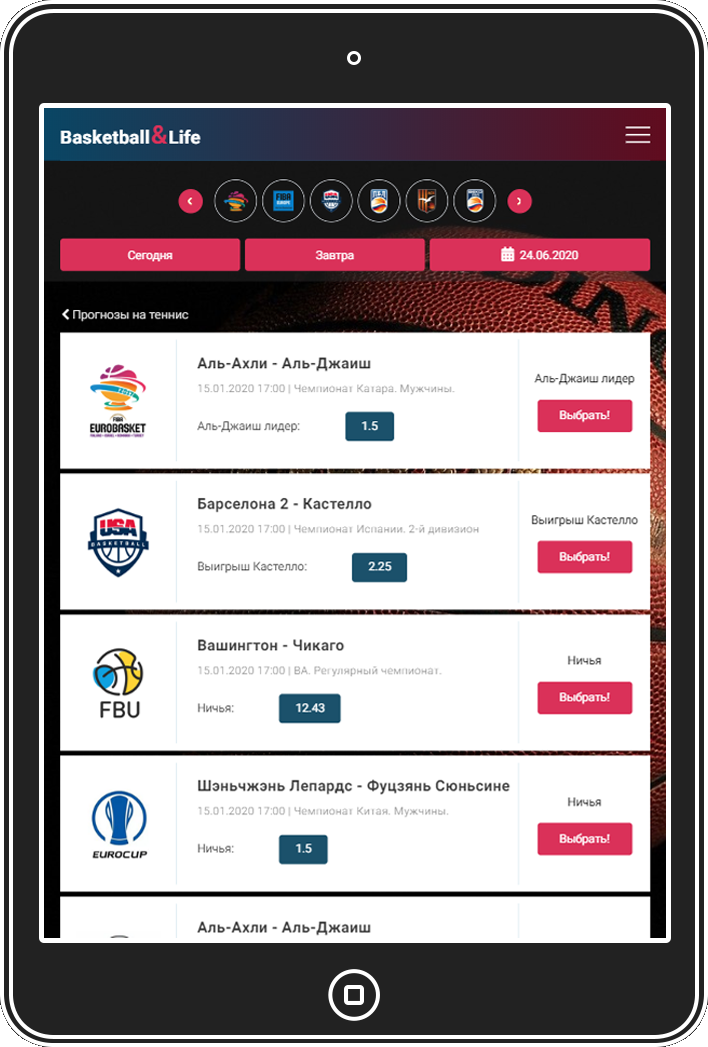 Basketball&Life
FIBA
EUROPE
USA
Сегодня
Завтра
24.06.2020
Прогнозы на теннис
Аль-Ахли - Аль-Джаиш
15.01.2020 17:00 | Чемпионат Катара. Мужчины.
Аль-Джаиш лидер:
1.5
Аль-Джаиш лидер
Выбрать!
FIBA
EUROBASKET
Барселона 2 - Кастелло
15.01.2020 17:00 | Чемпионат Испании. 2-й дивизион
Выигрыш Кастелло:
2.25
Выигрыш Кастелло
Выбрать!
USA
BASKETBALL
Вашингтон - Чикаго
15.01.2020 17:00 | ВА. Регулярный чемпионат.
Ничья:
12.43
Ничья
Выбрать!
FBU
Шэньчжэнь Лепардс - Фуцзянь Сюньсине
15.01.2020 17:00 | Чемпионат Китая. Мужчины.
Ничья:
1.5
Ничья
Выбрать!
EUROCUP
Аль-Ахли - Аль-Джаиш